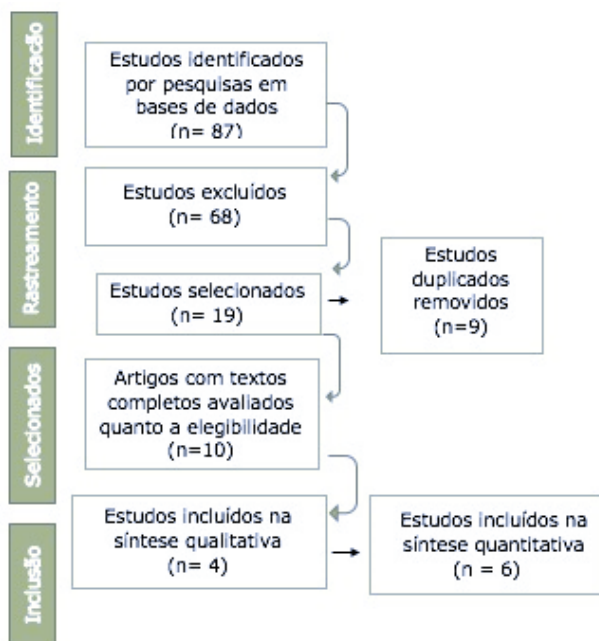 Identificação
Estudos identificados
por pesquisas em
bases de dados
(n= 87)
Rastreamento
Estudos excluídos
(n= 68)
Estudos selecionados
(n= 19)
Estudos
duplicados
removidos
(n=9)
Selecionados
Artigos com textos
completos avaliados
quanto a elegibilidade
(n=10)
Inclusão
Estudos incluídos na
síntese qualitativa
(n= 4)
Estudos incluídos na
síntese quantitativa
(n = 6)